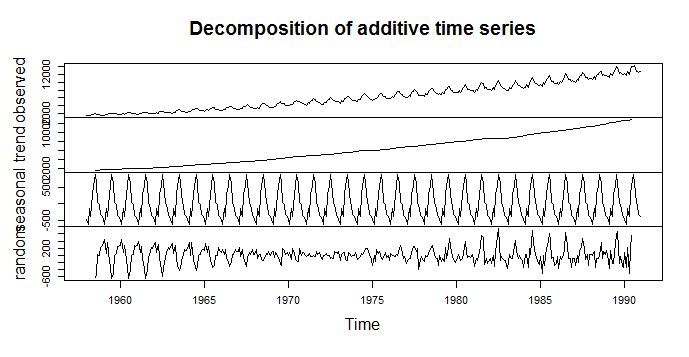 Decomposition of additive time series
observed
12000
trend
10000
2000
seasonal
500
-500
random
200
-600
1960 1965 1970 1975 1980 1985 1990
Time